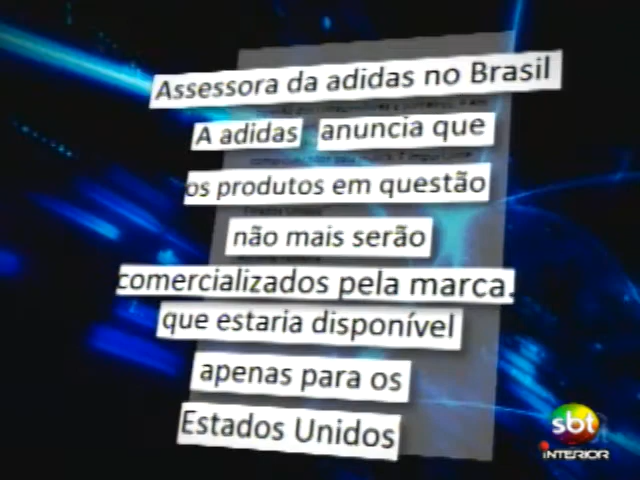 Assessora da adidas no Brasil
A adidas anuncia que
os produtos em questão
não mais serão
comercializados pela marca.
que estaria disponível
apenas para os
Estados Unidos
sbt
INTERIOR